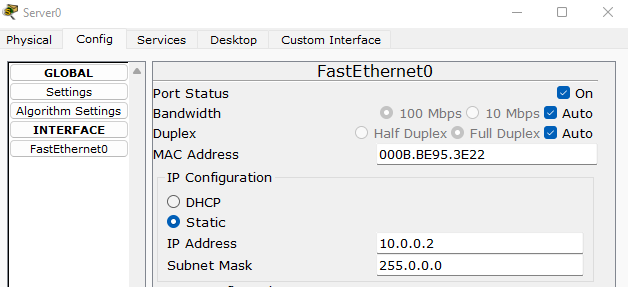 Server0
Physical Config Services Desktop Custom Interface
GLOBAL
Settings
Algorithm Settings
INTERFACE
FastEthernet0
FastEthernet0
Port Status On
Bandwidth 100 Mbps 10 Mbps Auto
Duplex Half Duplex Full Duplex Auto
MAC Address 000B.BE95.3E22
IP Configuration
DHCP
Static
IP Address 10.0.0.2
Subnet Mask 255.0.0.0